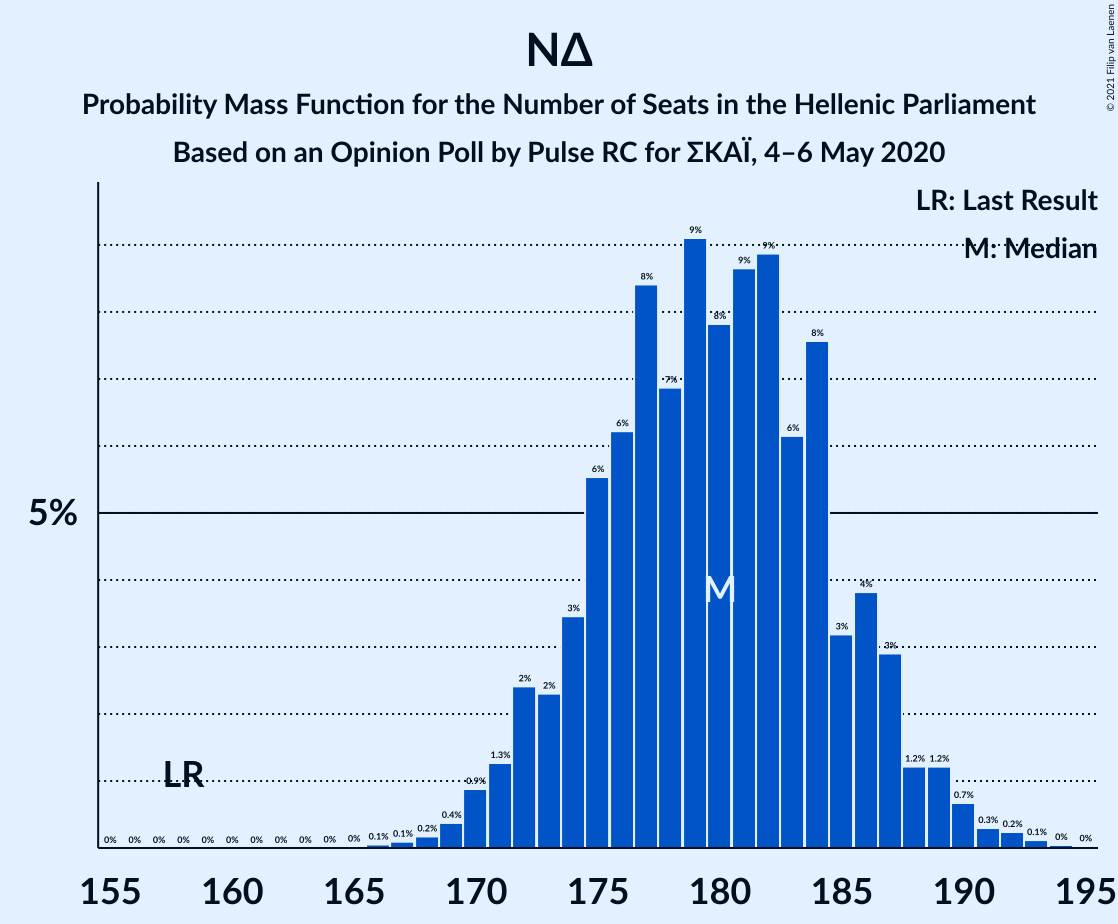 © 2021 Filip van Laenen
ΝΔ
Probability Mass Function for the Number of Seats in the Hellenic Parliament
Based on an Opinion Poll by Pulse RC for ΣΚΑΪ, 4–6 May 2020
LR: Last Result
M: Median
5%
LR
M
0% 0% 0% 0% 0% 0% 0% 0% 0% 0% 0% 0.1% 0.1% 0.2% 0.4% 0.9% 1.3% 2% 2% 3% 6% 6% 8% 7% 9% 8% 9% 9% 6% 8% 3% 4% 3% 1.2% 1.2% 0.7% 0.3% 0.2% 0.1% 0% 0%
155 160 165 170 175 180 185 190 195